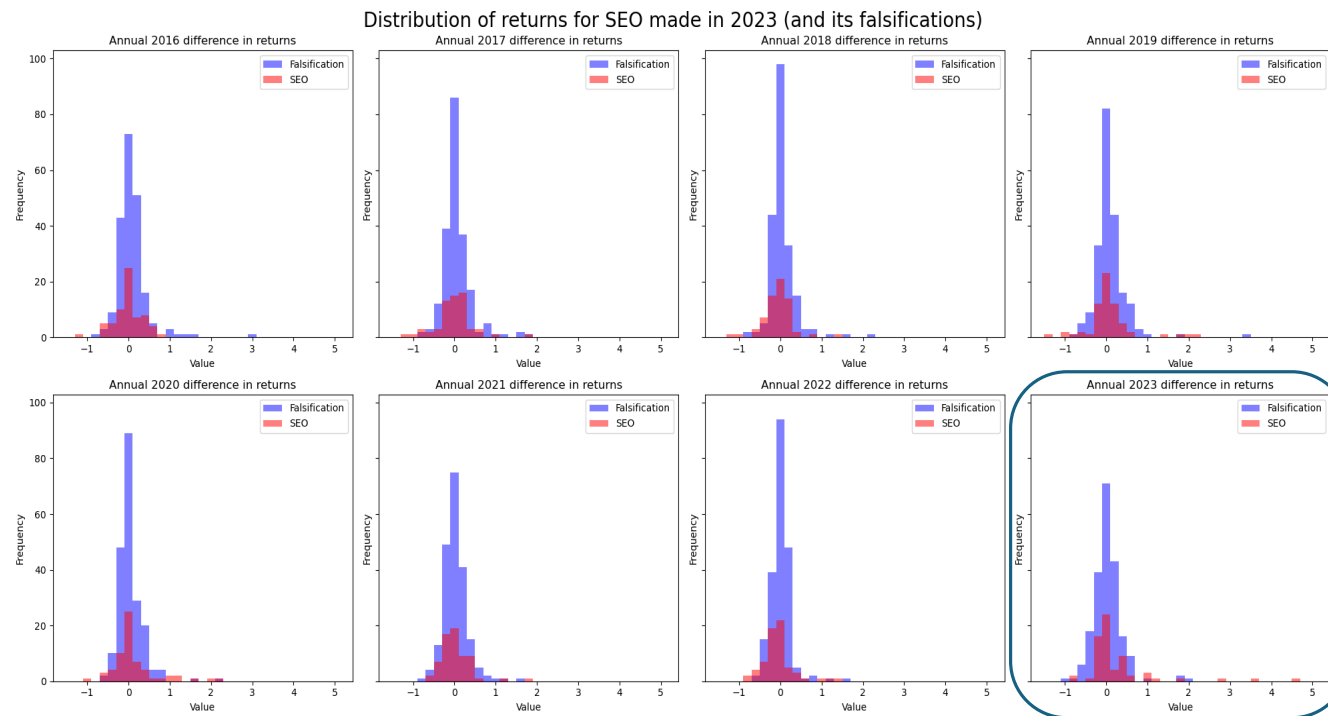 Distribution of returns for SEO made in 2023 (and its falsifications)
Annual 2016 difference in returns
Falsification
SEO
Frequency
100
80
60
40
20
0
−1 0 1 2 3 4 5
Value
Annual 2017 difference in returns
Falsification
SEO
Frequency
−1 0 1 2 3 4 5
Value
Annual 2018 difference in returns
Falsification
SEO
Frequency
−1 0 1 2 3 4 5
Value
Annual 2019 difference in returns
Falsification
SEO
Frequency
−1 0 1 2 3 4 5
Value
Annual 2020 difference in returns
Falsification
SEO
Frequency
100
80
60
40
20
0
−1 0 1 2 3 4 5
Value
Annual 2021 difference in returns
Falsification
SEO
Frequency
−1 0 1 2 3 4 5
Value
Annual 2022 difference in returns
Falsification
SEO
Frequency
−1 0 1 2 3 4 5
Value
Annual 2023 difference in returns
Falsification
SEO
Frequency
−1 0 1 2 3 4 5
Value